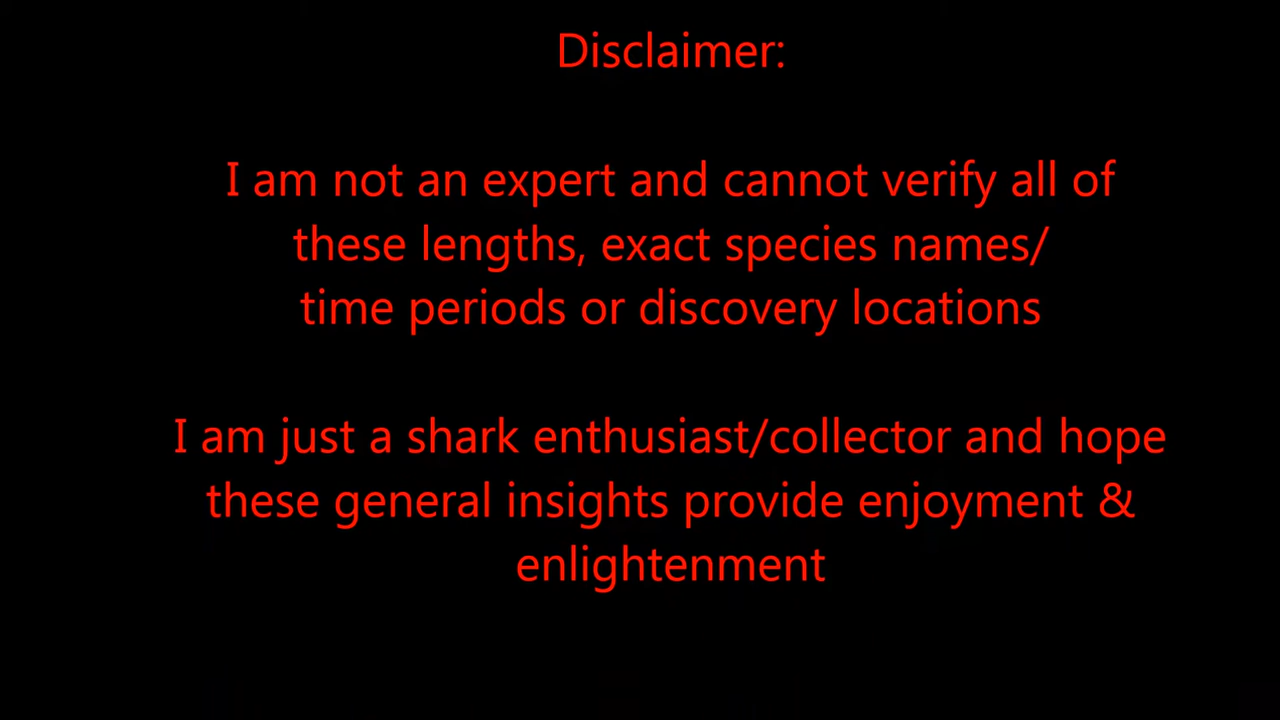 Disclaimer:
I am not an expert and cannot verify all of
these lengths, exact species names/
time periods or discovery locations
I am just a shark enthusiast/collector and hope
these general insights provide enjoyment &
enlightenment